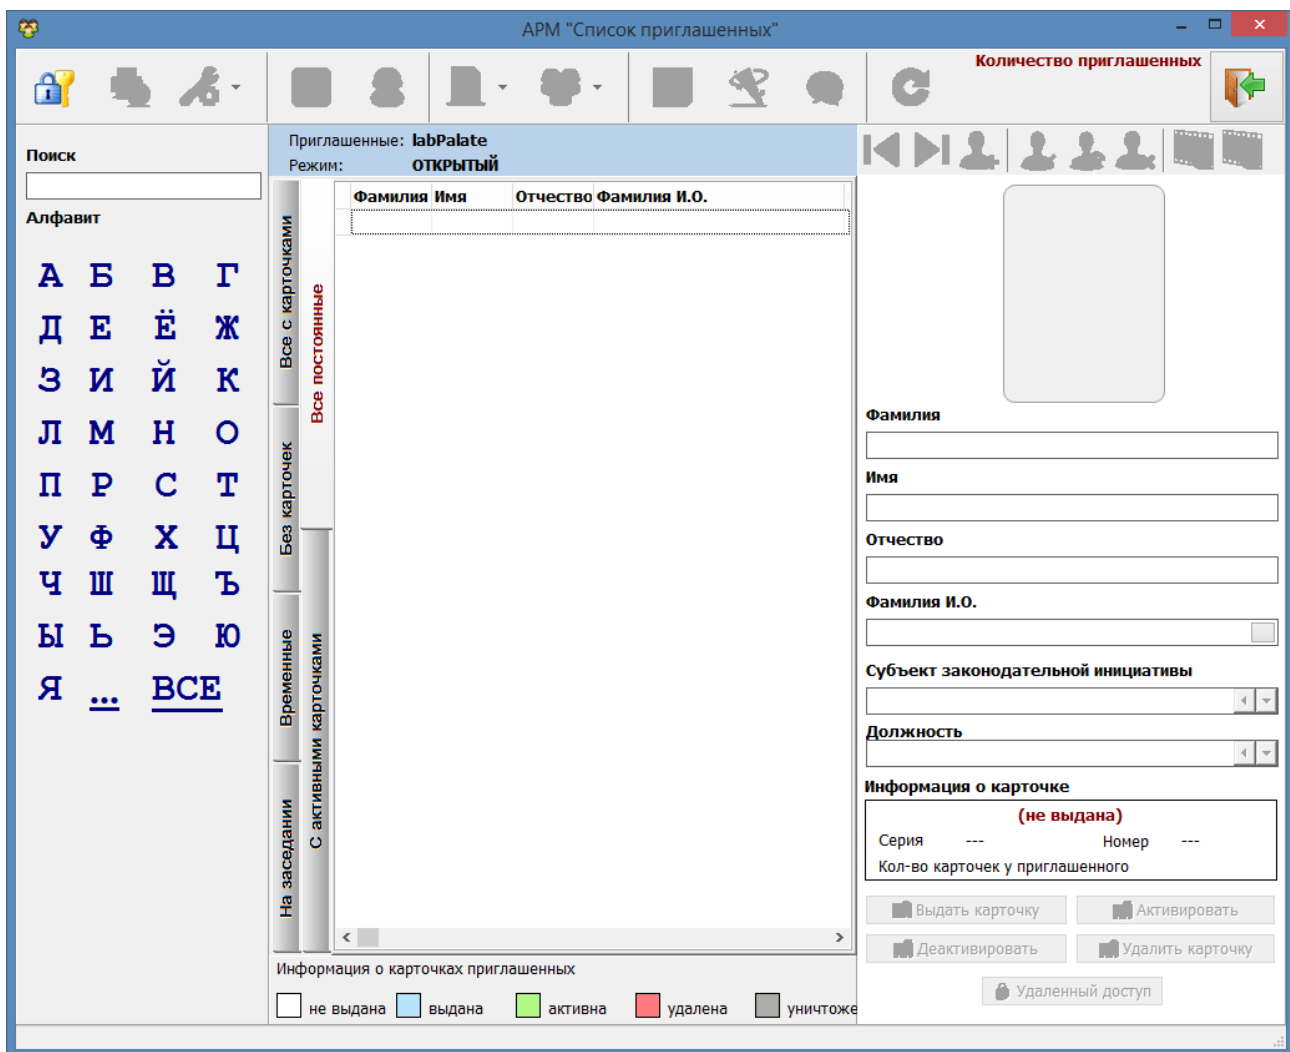 АРМ "Список приглашенных"
Количество приглашенных
Поиск
Алфавит
А Б В Г
Д Е Ё Ж
З И Й К
Л М Н О
П Р С Т
У Ф Х Ц
Ч Ш Щ Ъ
Ы Ь Э Ю
Я ... ВСЕ
Приглашенные: labPalate
Режим: ОТКРЫТЫЙ
Все с карточками
Без карточек
Временные
На заседании
Все постоянные
С активными карточками
Фамилия Имя Отчество Фамилия И.О.
Информация о карточках приглашенных
не выдана выдана активна удалена уничтоже
Фамилия
Имя
Отчество
Фамилия И.О.
Субъект законодательной инициативы
Должность
Информация о карточке
(не выдана)
Серия --- Номер ---
Кол-во карточек у приглашенного
Выдать карточку Активировать
Деактивировать Удалить карточку
Удаленный доступ